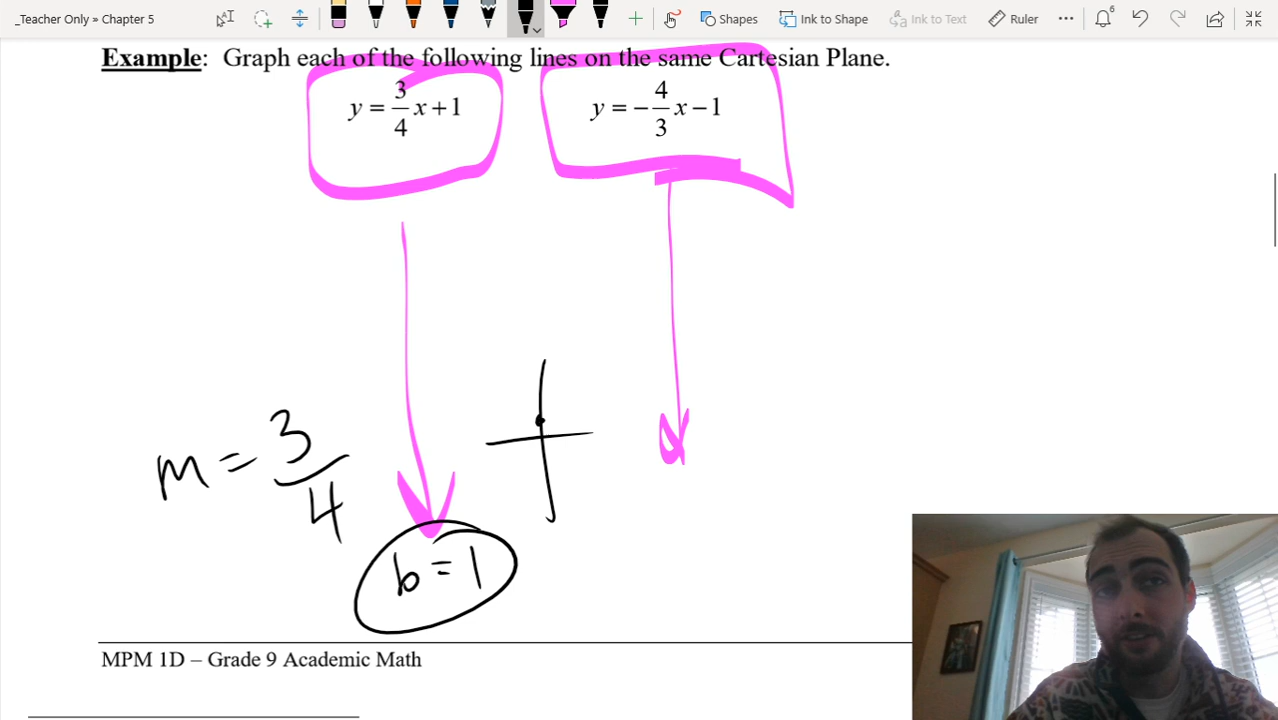 _Teacher Only » Chapter 5
Shapes
Ink to Shape
Ink to Text
Ruler
6
Example: Graph each of the following lines on the same Cartesian Plane.
y = 3/4 x + 1
y = − 4/3 x − 1
m = 3/4
b = 1
MPM 1D – Grade 9 Academic Math